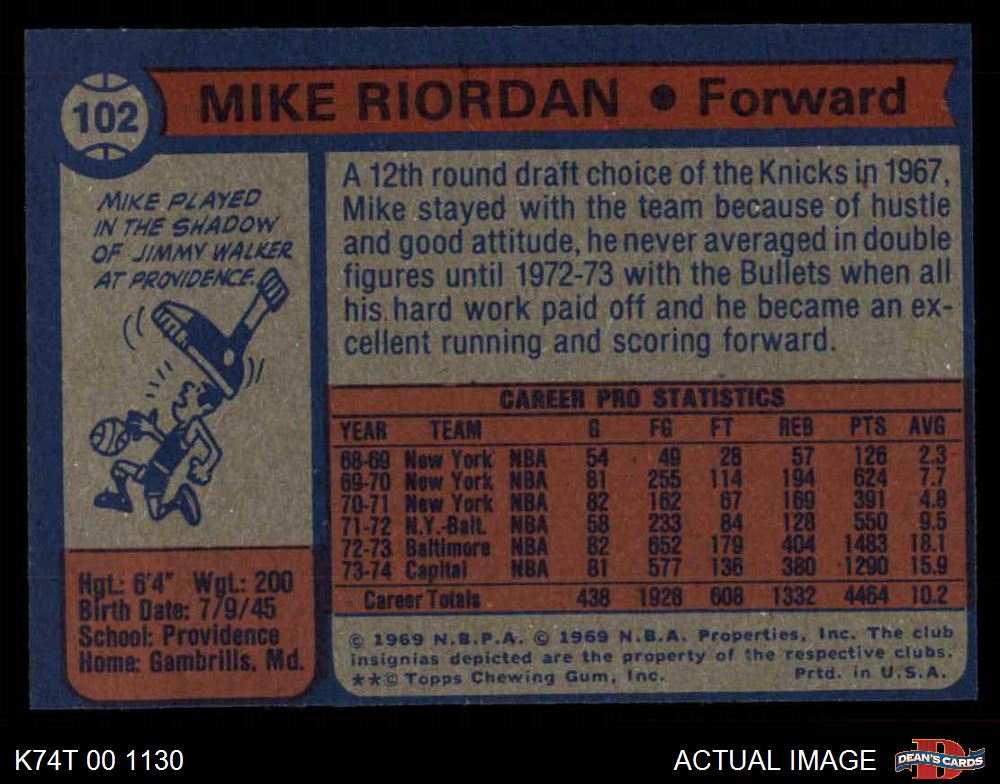 102
MIKE RIORDAN • Forward
MIKE PLAYED
IN THE SHADOW
OF JIMMY WALKER
AT PROVIDENCE.
Hgt.: 6'4" Wgt.: 200
Birth Date: 7/9/45
School: Providence
Home: Gambrills, Md.
A 12th round draft choice of the Knicks in 1967,
Mike stayed with the team because of hustle
and good attitude, he never averaged in double
figures until 1972-73 with the Bullets when all
his hard work paid off and he became an ex-
cellent running and scoring forward.
CAREER PRO STATISTICS
YEAR TEAM G FG FT REB PTS AVG
68-69 New York NBA 54 49 28 57 126 2.3
69-70 New York NBA 81 255 114 194 624 7.7
70-71 New York NBA 82 162 67 169 391 4.8
71-72 N.Y.-Balt. NBA 58 233 84 128 550 9.5
72-73 Baltimore NBA 82 652 179 404 1483 18.1
73-74 Capital NBA 81 577 136 380 1290 15.9
Career Totals 438 1928 608 1332 4464 10.2
© 1969 N.B.P.A. © 1969 N.B.A. Properties, Inc. The club
insignias depicted are the property of the respective clubs.
**© Topps Chewing Gum, Inc. Prtd. in U.S.A.
K74T 00 1130
ACTUAL IMAGE
D
DEAN'S CARDS